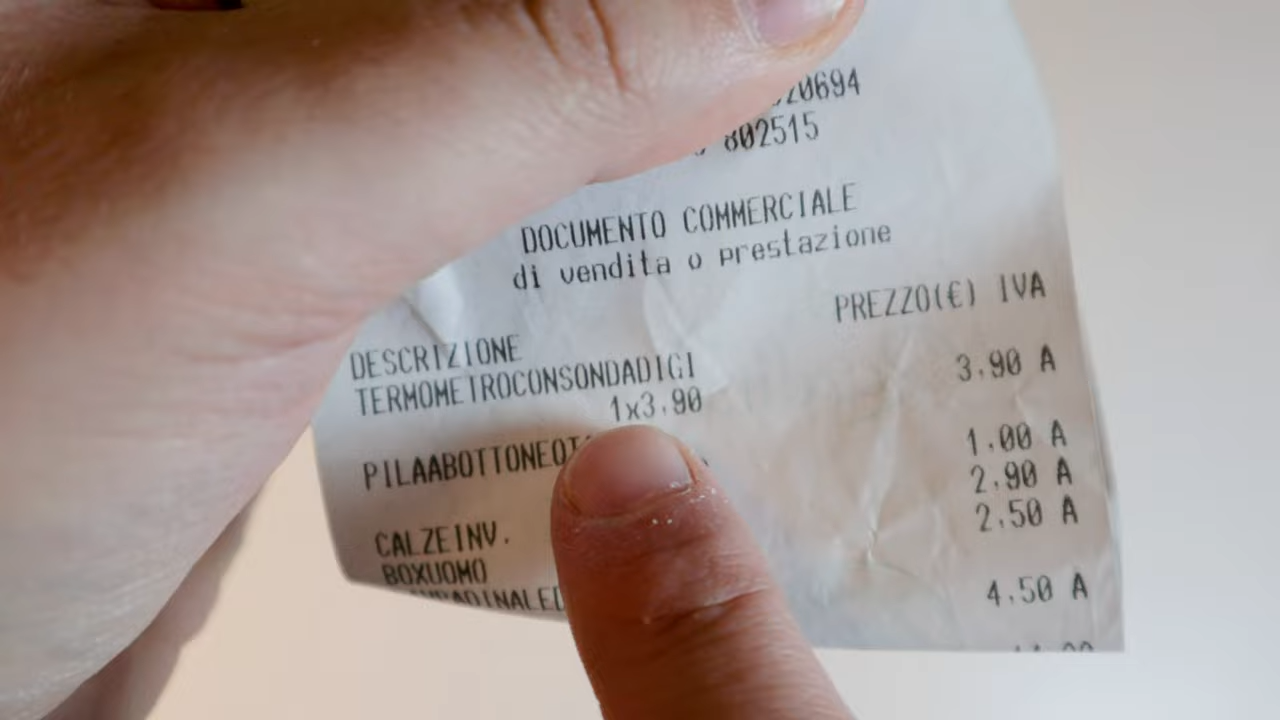 20694
802515
DOCUMENTO COMMERCIALE
di vendita o prestazione
PREZZO(€) IVA
DESCRIZIONE
TERMOMETROCONSONDADIGI 3.90 A
1x3.90
PILAABOTTONEQT 1.00 A
2.90 A
CALZEINV. 2.50 A
BOXUOMO
4.50 A